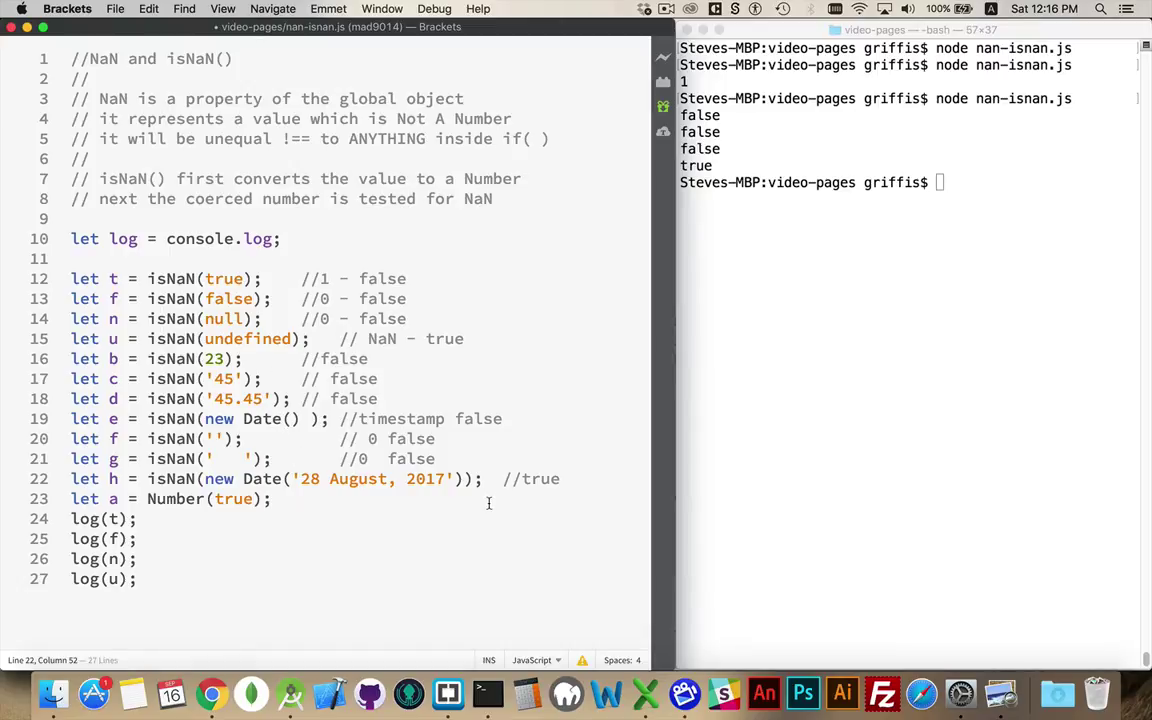 Brackets File Edit Find View Navigate Emmet Window Debug Help 100% Sat 12:16 PM
• video-pages/nan-isnan.js (mad9014) — Brackets
video-pages — -bash — 57×37
1 //NaN and isNaN()
2 //
3 // NaN is a property of the global object
4 // it represents a value which is Not A Number
5 // it will be unequal !== to ANYTHING inside if( )
6 //
7 // isNaN() first converts the value to a Number
8 // next the coerced number is tested for NaN
9
10 let log = console.log;
11
12 let t = isNaN(true); //1 - false
13 let f = isNaN(false); //0 - false
14 let n = isNaN(null); //0 - false
15 let u = isNaN(undefined); // NaN - true
16 let b = isNaN(23); //false
17 let c = isNaN('45'); // false
18 let d = isNaN('45.45'); // false
19 let e = isNaN(new Date() ); //timestamp false
20 let f = isNaN(''); // 0 false
21 let g = isNaN('   '); //0 false
22 let h = isNaN(new Date('28 August, 2017')); //true
23 let a = Number(true);
24 log(t);
25 log(f);
26 log(n);
27 log(u);
Line 22, Column 52 — 27 Lines INS JavaScript Spaces: 4
Steves-MBP:video-pages griffis$ node nan-isnan.js
Steves-MBP:video-pages griffis$ node nan-isnan.js
1
Steves-MBP:video-pages griffis$ node nan-isnan.js
false
false
false
true
Steves-MBP:video-pages griffis$
1 SEP 16 An Ps Ai Fz